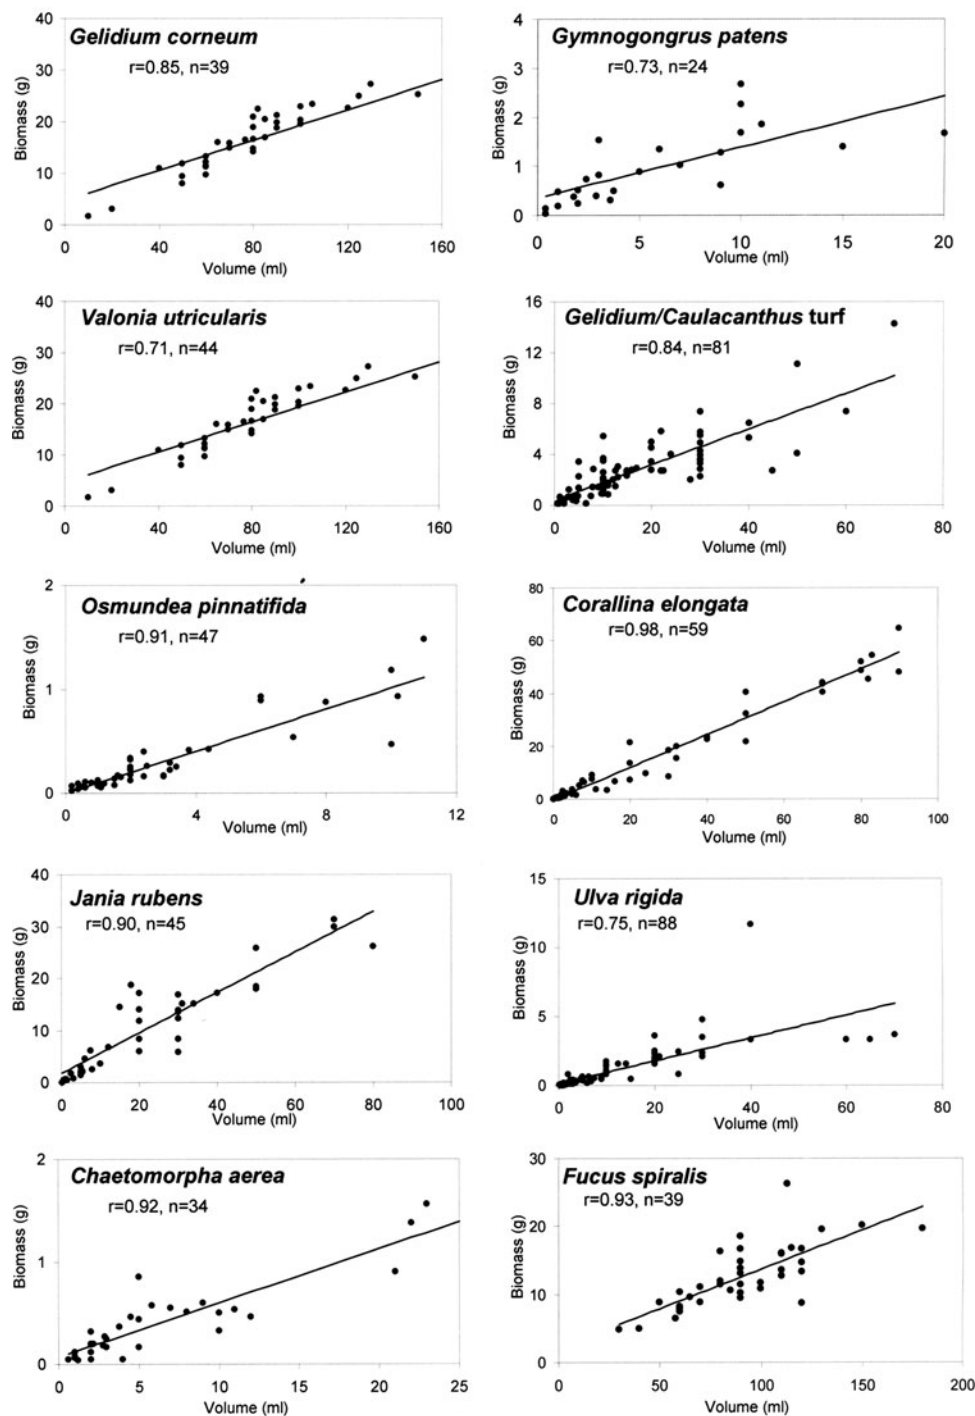 Gelidium corneum
r=0.85, n=39
Biomass (g)
40
30
20
10
0
0 40 80 120 160
Volume (ml)
Gymnogongrus patens
r=0.73, n=24
Biomass (g)
4
3
2
1
0
0 5 10 15 20
Volume (ml)
Valonia utricularis
r=0.71, n=44
Biomass (g)
40
30
20
10
0
0 40 80 120 160
Volume (ml)
Gelidium/Caulacanthus turf
r=0.84, n=81
Biomass (g)
16
12
8
4
0
0 20 40 60 80
Volume (ml)
Osmundea pinnatifida
r=0.91, n=47
Biomass (g)
2
1
0
0 4 8 12
Volume (ml)
Corallina elongata
r=0.98, n=59
Biomass (g)
80
60
40
20
0
0 20 40 60 80 100
Volume (ml)
Jania rubens
r=0.90, n=45
Biomass (g)
40
30
20
10
0
0 20 40 60 80 100
Volume (ml)
Ulva rigida
r=0.75, n=88
Biomass (g)
15
10
5
0
0 20 40 60 80
Volume (ml)
Chaetomorpha aerea
r=0.92, n=34
Biomass (g)
2
1
0
0 5 10 15 20 25
Volume (ml)
Fucus spiralis
r=0.93, n=39
Biomass (g)
30
20
10
0
0 50 100 150 200
Volume (ml)